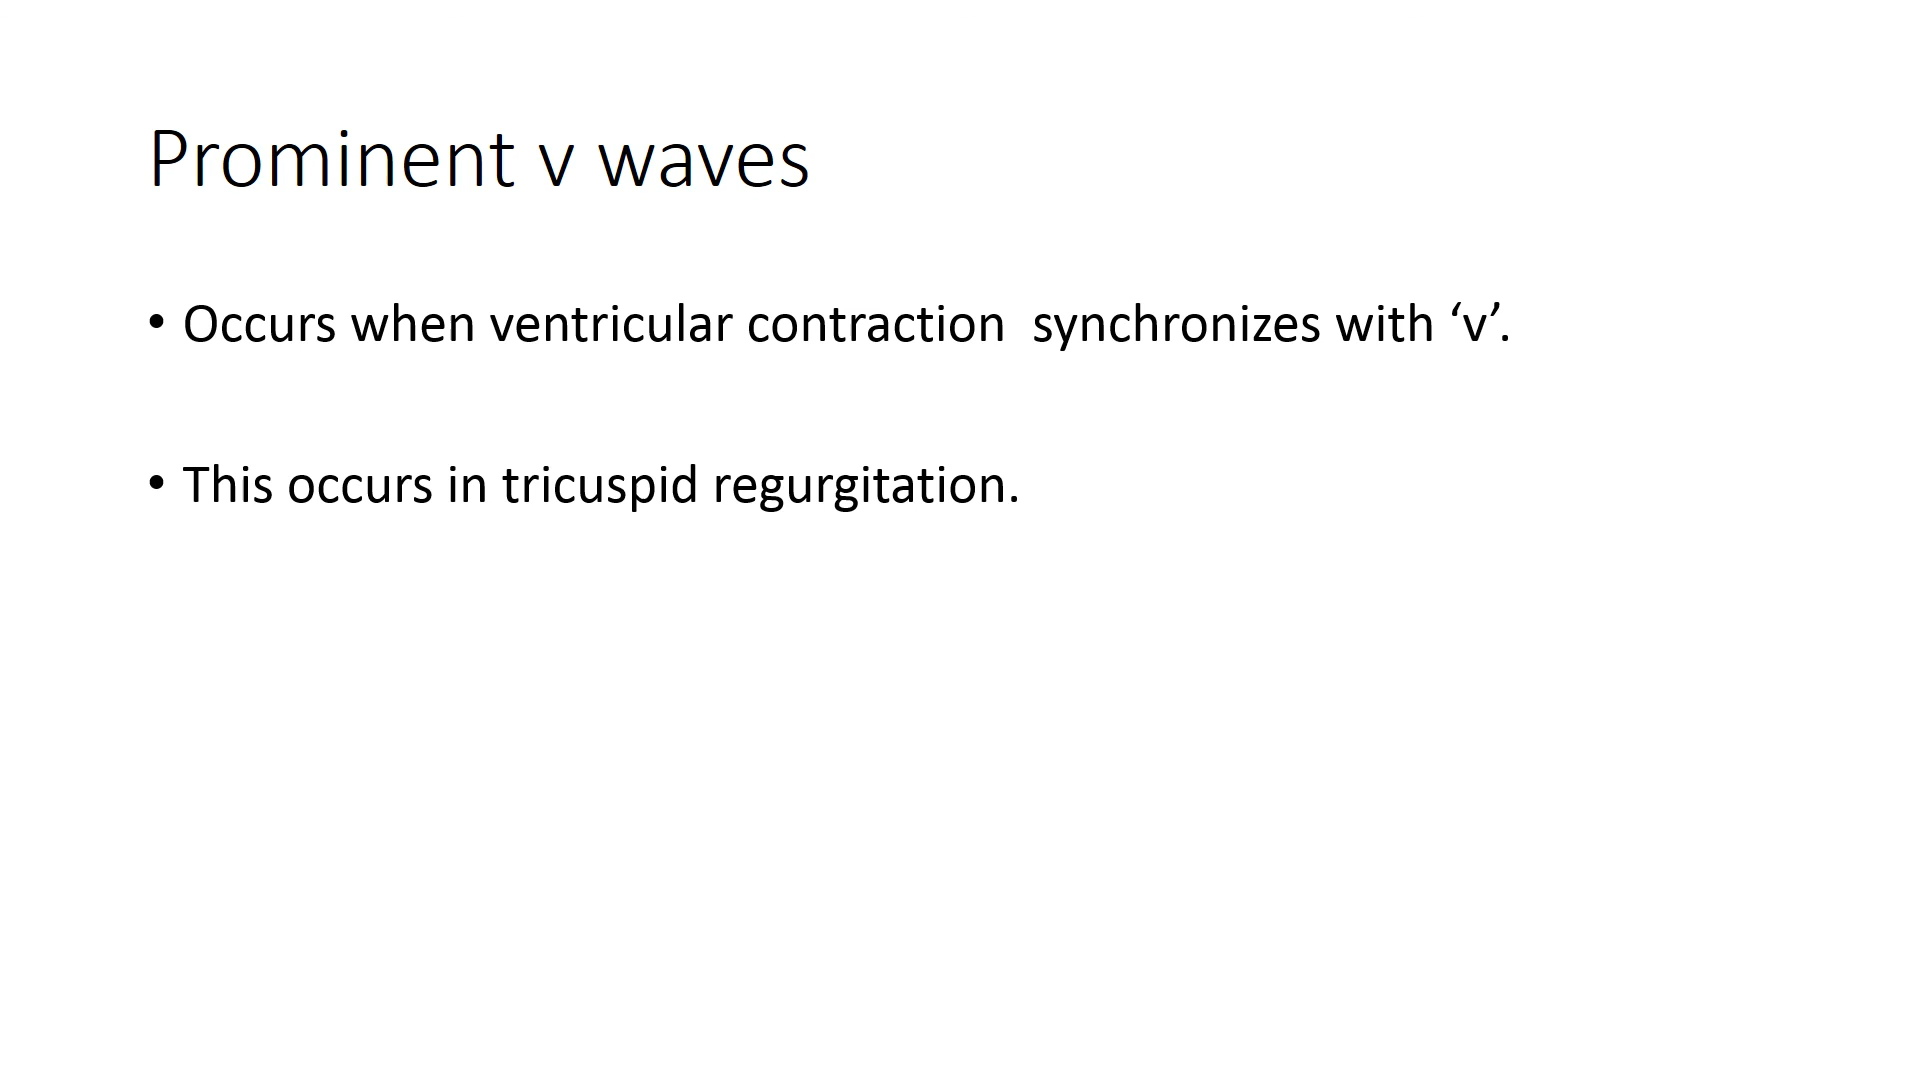 Prominent v waves
• Occurs when ventricular contraction  synchronizes with ‘v’.
• This occurs in tricuspid regurgitation.